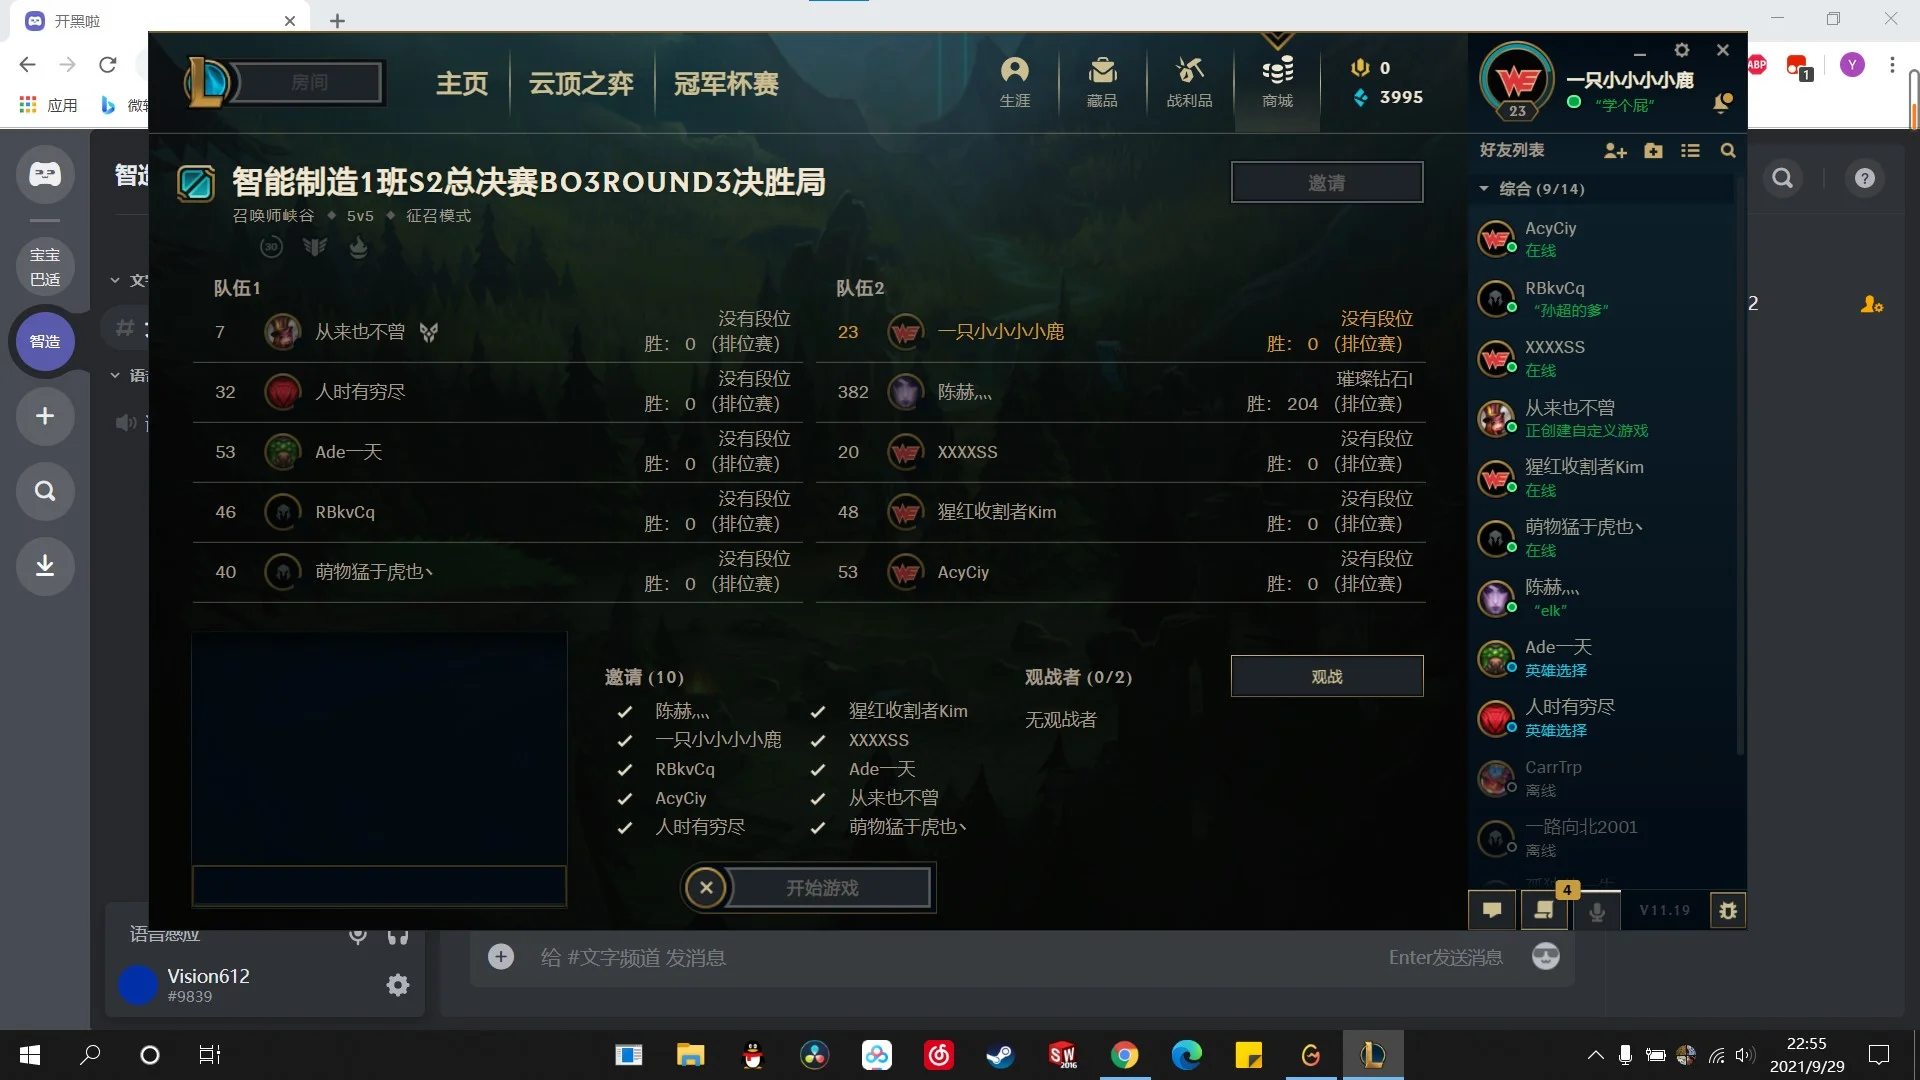 开黑啦
应用
微软
房间
主页
云顶之弈
冠军杯赛
生涯
藏品
战利品
商城
0
3995
23
一只小小小小鹿
“学个屁”
ABP
1
Y
宝宝
巴适
智造
智造
智能制造1班S2总决赛BO3ROUND3决胜局
召唤师峡谷 ◆ 5v5 ◆ 征召模式
30
邀请
队伍1
7 从来也不曾 没有段位
胜: 0 (排位赛)
32 人时有穷尽 没有段位
胜: 0 (排位赛)
53 Ade一天 没有段位
胜: 0 (排位赛)
46 RBkvCq 没有段位
胜: 0 (排位赛)
40 萌物猛于虎也丶 没有段位
胜: 0 (排位赛)
队伍2
23 一只小小小小鹿 没有段位
胜: 0 (排位赛)
382 陈赫灬 璀璨钻石I
胜: 204 (排位赛)
20 XXXXSS 没有段位
胜: 0 (排位赛)
48 猩红收割者Kim 没有段位
胜: 0 (排位赛)
53 AcyCiy 没有段位
胜: 0 (排位赛)
邀请 (10)
陈赫灬
一只小小小小鹿
RBkvCq
AcyCiy
人时有穷尽
猩红收割者Kim
XXXXSS
Ade一天
从来也不曾
萌物猛于虎也丶
观战者 (0/2)
无观战者
观战
开始游戏
好友列表
综合 (9/14)
AcyCiy
在线
RBkvCq
“孙超的爹”
XXXXSS
在线
从来也不曾
正创建自定义游戏
猩红收割者Kim
在线
萌物猛于虎也丶
在线
陈赫灬
“elk”
Ade一天
英雄选择
人时有穷尽
英雄选择
CarrTrp
离线
一路向北2001
离线
4
V11.19
2
语音感应
Vision612
#9839
给 #文字频道 发消息
Enter发送消息
SW
2016
22:55
2021/9/29